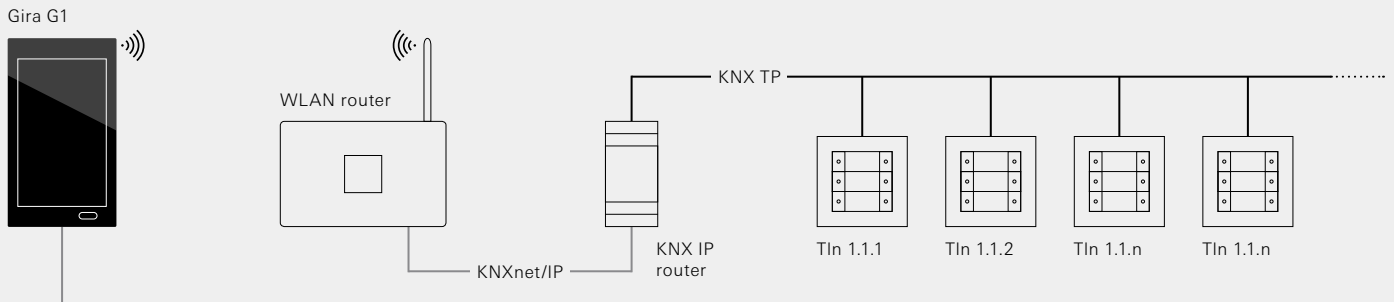 Gira G1
KNX TP
WLAN router
KNX IP
router
Tln 1.1.1
Tln 1.1.2
Tln 1.1.n
Tln 1.1.n
KNXnet/IP